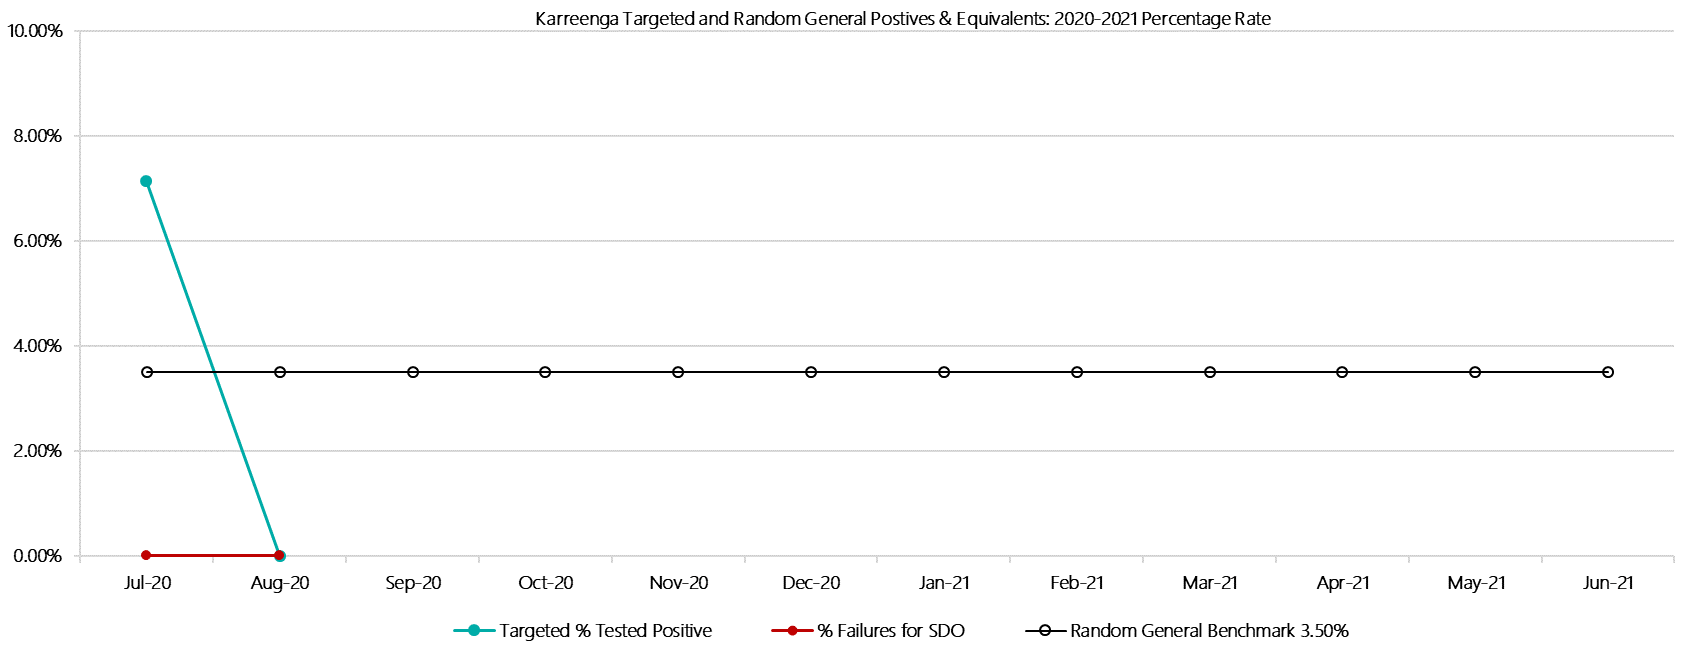 Karreenga Targeted and Random General Postives & Equivalents: 2020-2021 Percentage Rate
10.00%
8.00%
6.00%
4.00%
2.00%
0.00%
Jul-20 Aug-20 Sep-20 Oct-20 Nov-20 Dec-20 Jan-21 Feb-21 Mar-21 Apr-21 May-21 Jun-21
Targeted % Tested Positive % Failures for SDO Random General Benchmark 3.50%